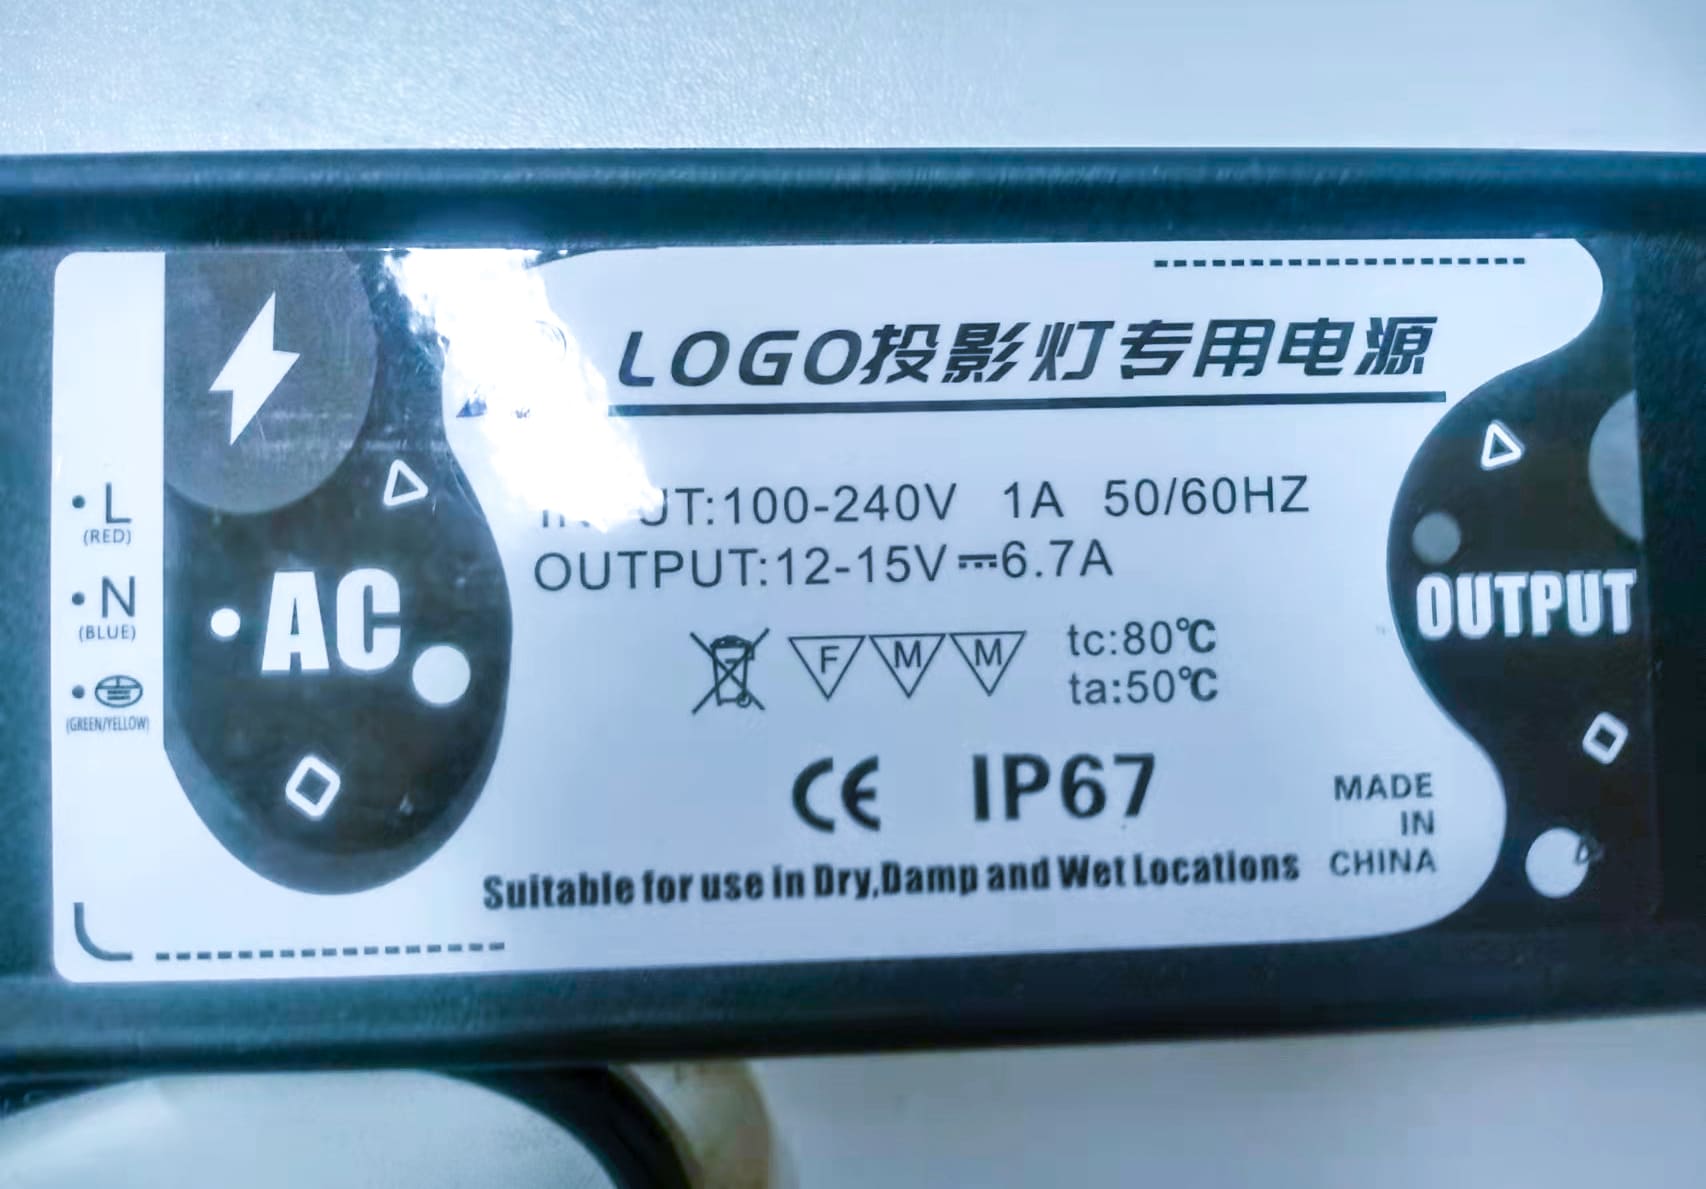 LOGO投影灯专用电源
L
(RED)
N
(BLUE)
(GREEN/YELLOW)
AC
INPUT:100-240V 1A 50/60HZ
OUTPUT:12-15V⎓6.7A
F M M
tc:80℃
ta:50℃
CE IP67
Suitable for use in Dry,Damp and Wet Locations
MADE
IN
CHINA
OUTPUT